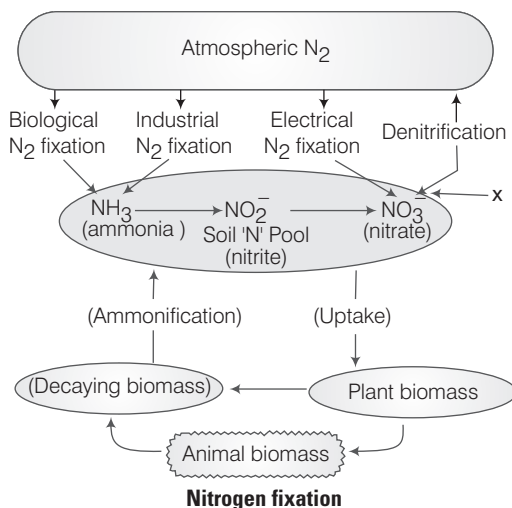 Atmospheric N₂
Biological
N₂ fixation
Industrial
N₂ fixation
Electrical
N₂ fixation
Denitrification
x
NH₃
(ammonia )
NO₂⁻
Soil 'N' Pool
(nitrite)
NO₃⁻
(nitrate)
(Ammonification)
(Uptake)
(Decaying biomass)
Plant biomass
Animal biomass
Nitrogen fixation